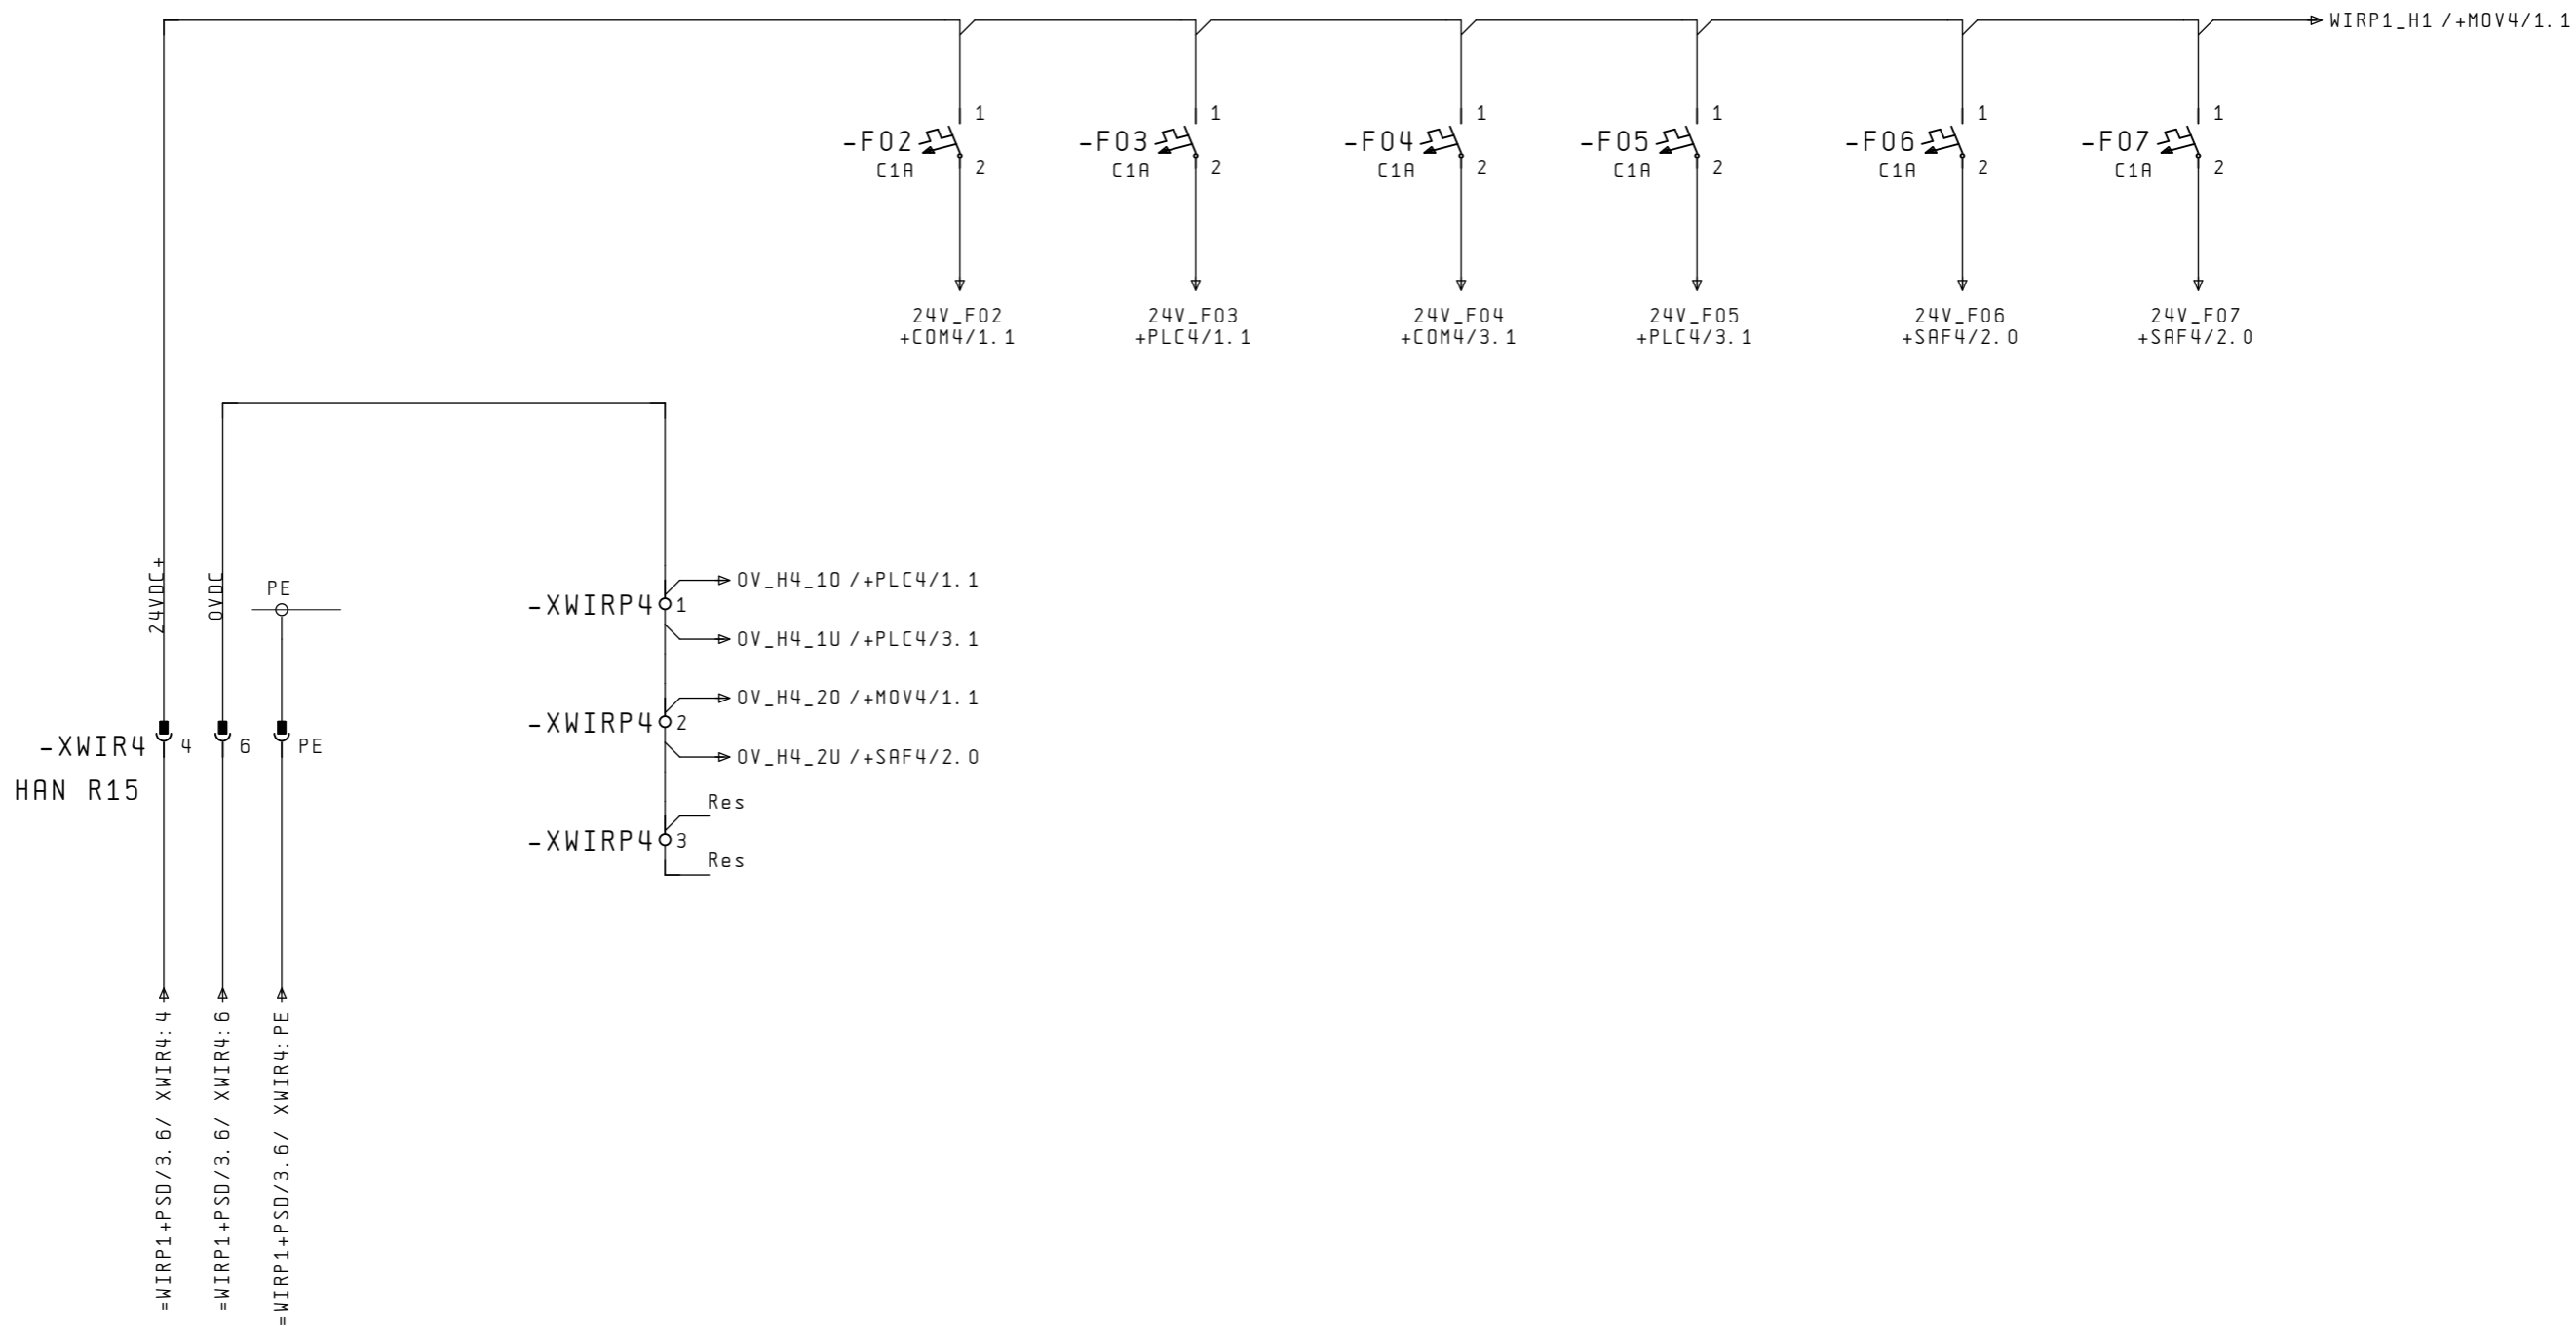 WIRP1_H1 /+MOV4/1.1
1 1 1 1 1 1
-F02 -F03 -F04 -F05 -F06 -F07
C1A C1A C1A C1A C1A C1A
2 2 2 2 2 2
24V_F02 24V_F03 24V_F04 24V_F05 24V_F06 24V_F07
+COM4/1.1 +PLC4/1.1 +COM4/3.1 +PLC4/3.1 +SAF4/2.0 +SAF4/2.0
24VDC+
0VDC
PE
0V_H4_1O /+PLC4/1.1
-XWIRP4 1
0V_H4_1U /+PLC4/3.1
0V_H4_2O /+MOV4/1.1
-XWIRP4 2
0V_H4_2U /+SAF4/2.0
-XWIR4 4 6 PE
HAN R15
Res
-XWIRP4 3
Res
=WIRP1+PSD/3.6/ XWIR4:4
=WIRP1+PSD/3.6/ XWIR4:6
=WIRP1+PSD/3.6/ XWIR4:PE